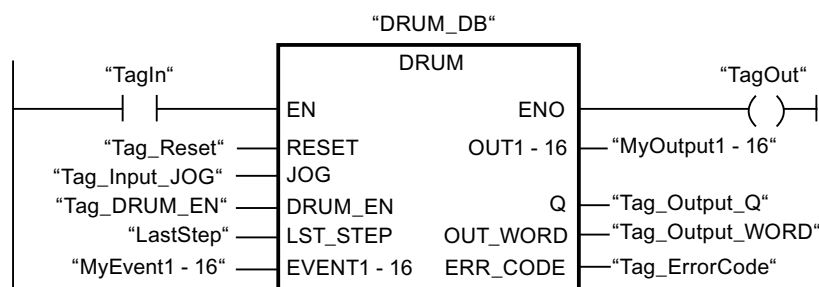 "DRUM_DB“
DRUM
"TagIn“ "TagOut“
EN ENO
"Tag_Reset“ RESET OUT1 - 16 "MyOutput1 - 16“
"Tag_Input_JOG“ JOG
"Tag_DRUM_EN“ DRUM_EN Q "Tag_Output_Q“
"LastStep“ LST_STEP OUT_WORD "Tag_Output_WORD“
"MyEvent1 - 16“ EVENT1 - 16 ERR_CODE "Tag_ErrorCode“